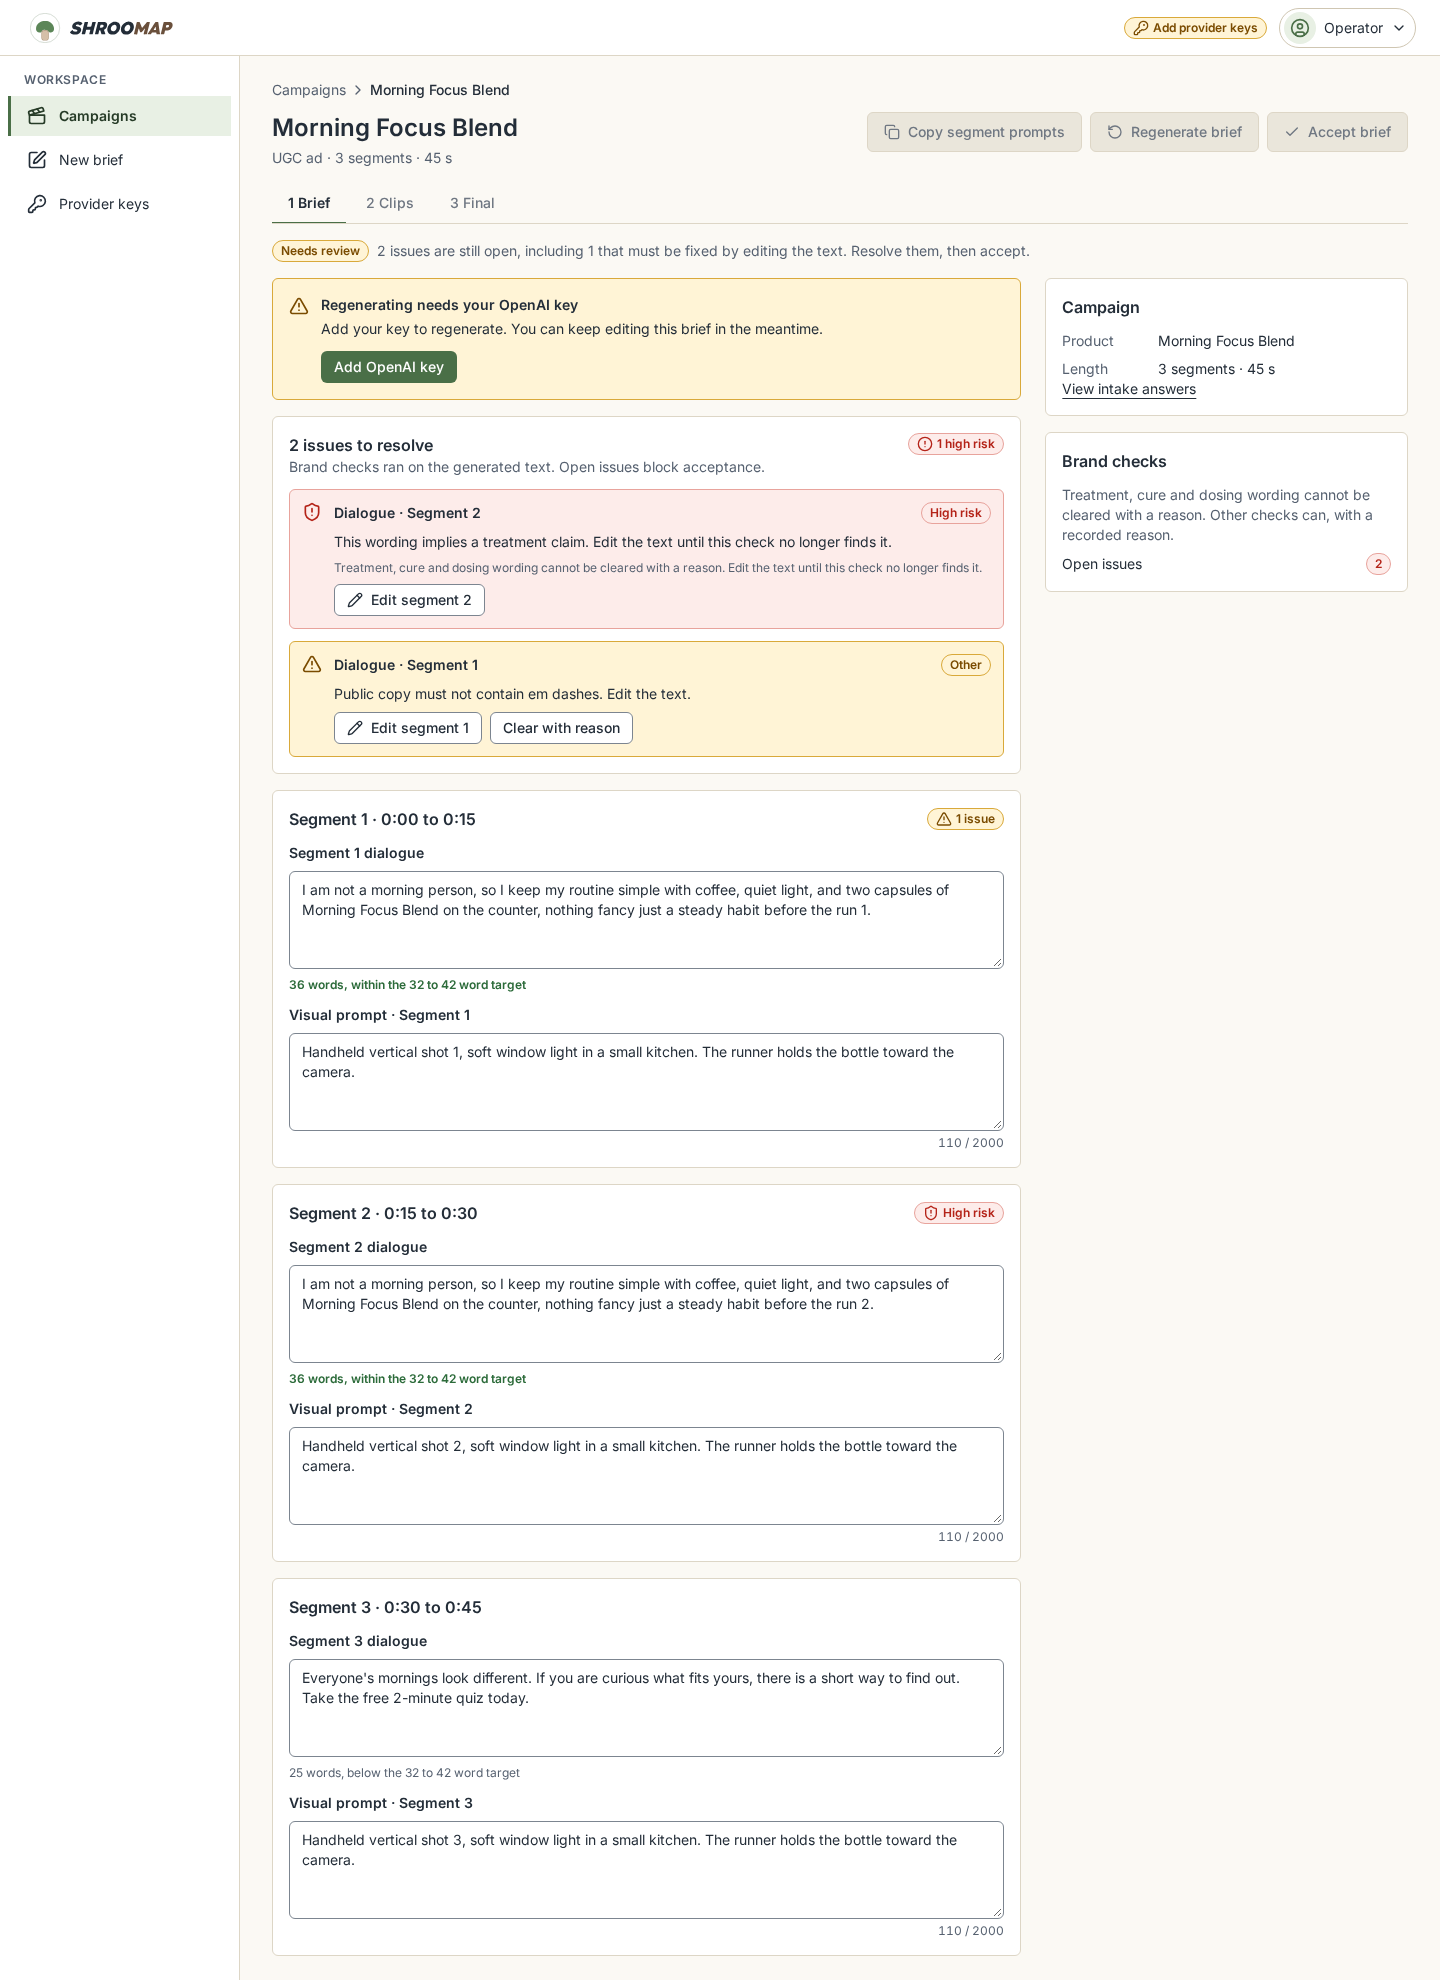 SHROOMAP
Add provider keys
Operator
WORKSPACE
Campaigns
New brief
Provider keys
Campaigns > Morning Focus Blend
Morning Focus Blend
UGC ad · 3 segments · 45 s
Copy segment prompts
Regenerate brief
Accept brief
1 Brief
2 Clips
3 Final
Needs review
2 issues are still open, including 1 that must be fixed by editing the text. Resolve them, then accept.
Regenerating needs your OpenAI key
Add your key to regenerate. You can keep editing this brief in the meantime.
Add OpenAI key
2 issues to resolve
1 high risk
Brand checks ran on the generated text. Open issues block acceptance.
Dialogue · Segment 2
High risk
This wording implies a treatment claim. Edit the text until this check no longer finds it.
Treatment, cure and dosing wording cannot be cleared with a reason. Edit the text until this check no longer finds it.
Edit segment 2
Dialogue · Segment 1
Other
Public copy must not contain em dashes. Edit the text.
Edit segment 1
Clear with reason
Segment 1 · 0:00 to 0:15
1 issue
Segment 1 dialogue
I am not a morning person, so I keep my routine simple with coffee, quiet light, and two capsules of
Morning Focus Blend on the counter, nothing fancy just a steady habit before the run 1.
36 words, within the 32 to 42 word target
Visual prompt · Segment 1
Handheld vertical shot 1, soft window light in a small kitchen. The runner holds the bottle toward the
camera.
110 / 2000
Segment 2 · 0:15 to 0:30
High risk
Segment 2 dialogue
I am not a morning person, so I keep my routine simple with coffee, quiet light, and two capsules of
Morning Focus Blend on the counter, nothing fancy just a steady habit before the run 2.
36 words, within the 32 to 42 word target
Visual prompt · Segment 2
Handheld vertical shot 2, soft window light in a small kitchen. The runner holds the bottle toward the
camera.
110 / 2000
Segment 3 · 0:30 to 0:45
Segment 3 dialogue
Everyone's mornings look different. If you are curious what fits yours, there is a short way to find out.
Take the free 2-minute quiz today.
25 words, below the 32 to 42 word target
Visual prompt · Segment 3
Handheld vertical shot 3, soft window light in a small kitchen. The runner holds the bottle toward the
camera.
110 / 2000
Campaign
Product Morning Focus Blend
Length 3 segments · 45 s
View intake answers
Brand checks
Treatment, cure and dosing wording cannot be
cleared with a reason. Other checks can, with a
recorded reason.
Open issues 2